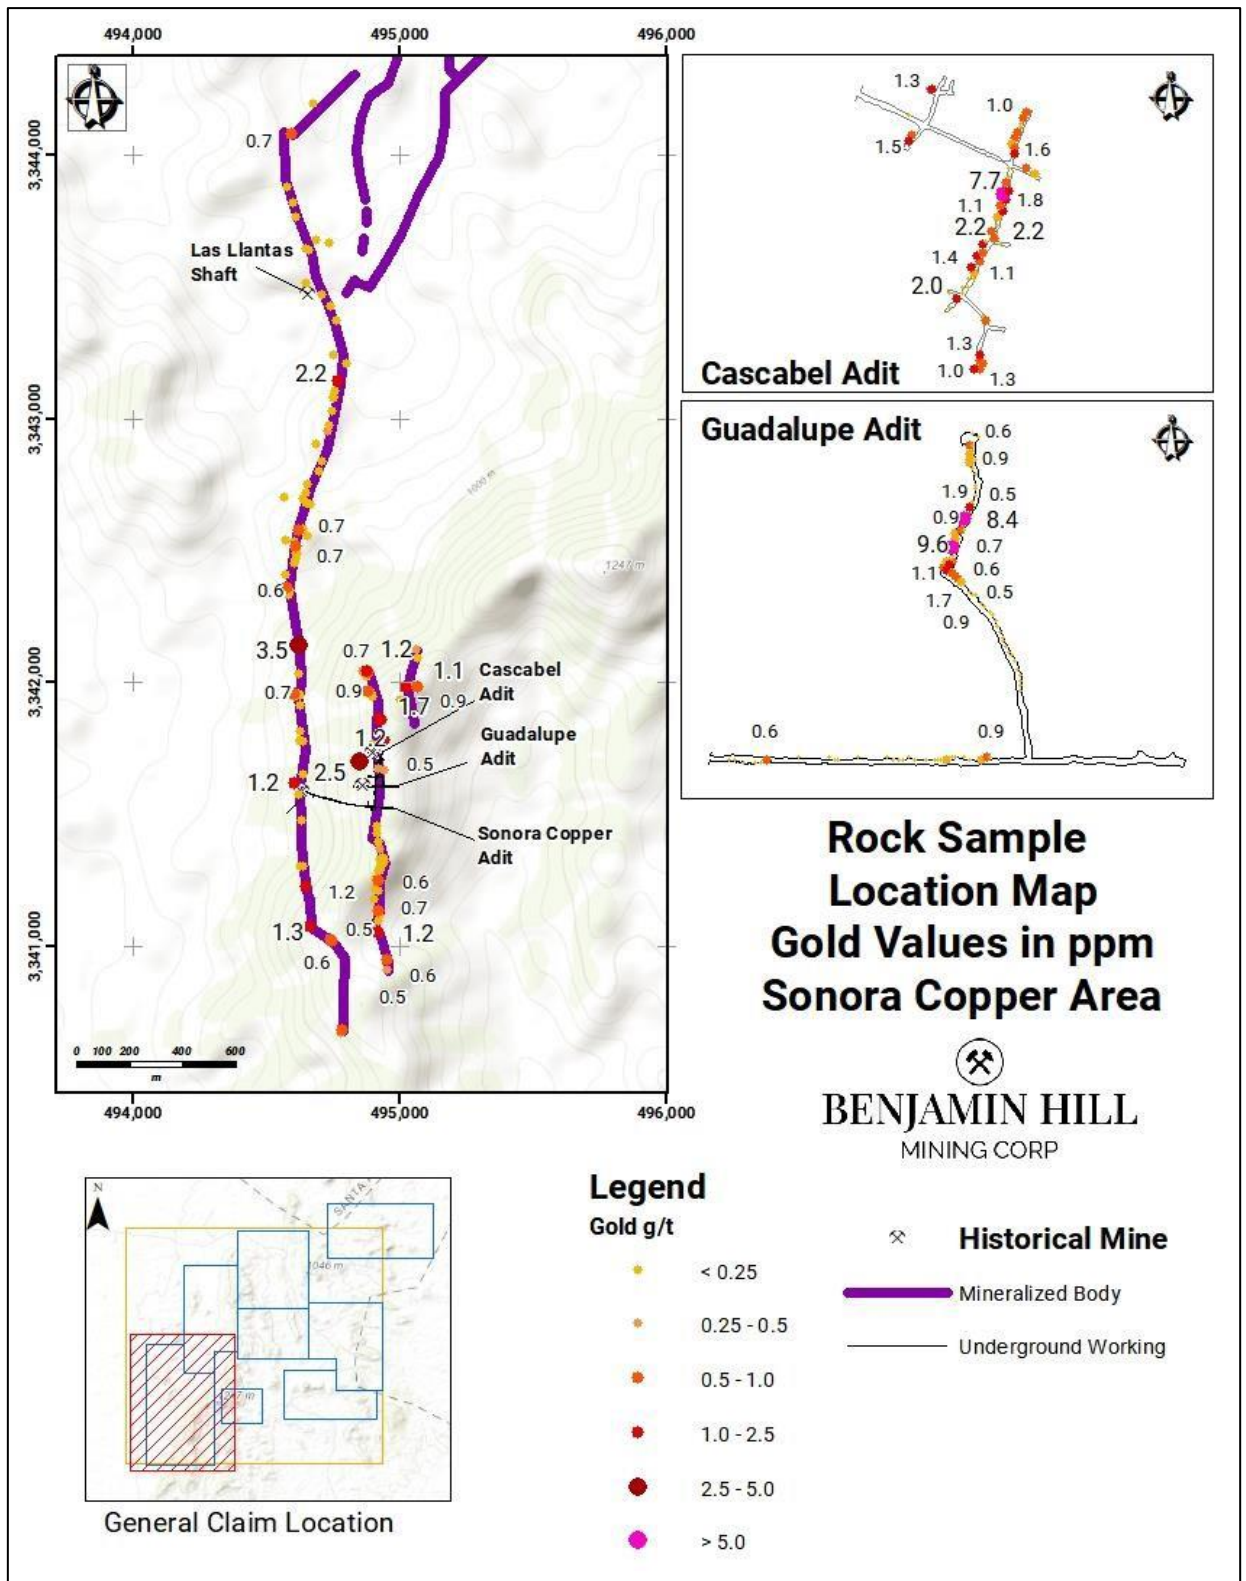 494,000
495,000
496,000
3,344,000
3,343,000
3,342,000
3,341,000
0.7
Las Llantas
Shaft
2.2
1000 m
0.7
0.7
1247 m
0.6
3.5
0.7
1.2
0.7
0.9
1.1
1.7
0.9
Cascabel
Adit
Guadalupe
Adit
1.2
2.5
0.5
1.2
Sonora Copper
Adit
1.2
0.6
0.7
1.3
0.5
1.2
0.6
0.6
0.5
0 100 200 400 600
m
494,000
495,000
496,000
1.3
1.0
1.5
1.6
7.7
1.8
1.1
2.2
2.2
1.4
1.1
2.0
1.3
1.0
1.3
Cascabel Adit
Guadalupe Adit
0.6
0.9
1.9
0.5
0.9
8.4
9.6
0.7
1.1
0.6
0.5
1.7
0.9
0.6
0.9
Rock Sample
Location Map
Gold Values in ppm
Sonora Copper Area
BENJAMIN HILL
MINING CORP
N
SANTA
1046 m
General Claim Location
Legend
Gold g/t
< 0.25
0.25 - 0.5
0.5 - 1.0
1.0 - 2.5
2.5 - 5.0
> 5.0
Historical Mine
Mineralized Body
Underground Working